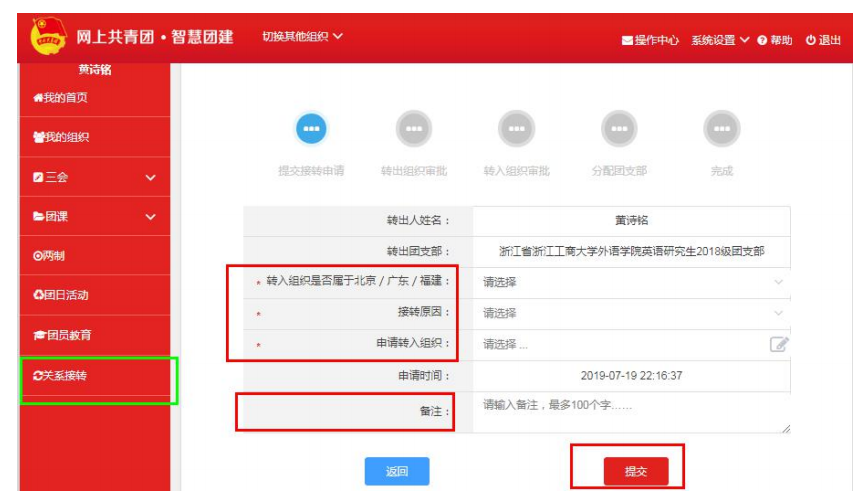 网上共青团·智慧团建 切换其他组织 操作中心 系统设置 帮助 退出
黄诗铭
我的首页
我的组织
三会
团课
两制
团日活动
团员教育
关系接转
提交接转申请 转出组织审批 转入组织审批 分配团支部 完成
转出人姓名： 黄诗铭
转出团支部： 浙江省浙江工商大学外语学院英语研究生2018级团支部
* 转入组织是否属于北京 / 广东 / 福建： 请选择
* 接转原因： 请选择
* 申请转入组织： 请选择 ...
申请时间： 2019-07-19 22:16:37
备注： 请输入备注，最多100个字……
返回 提交